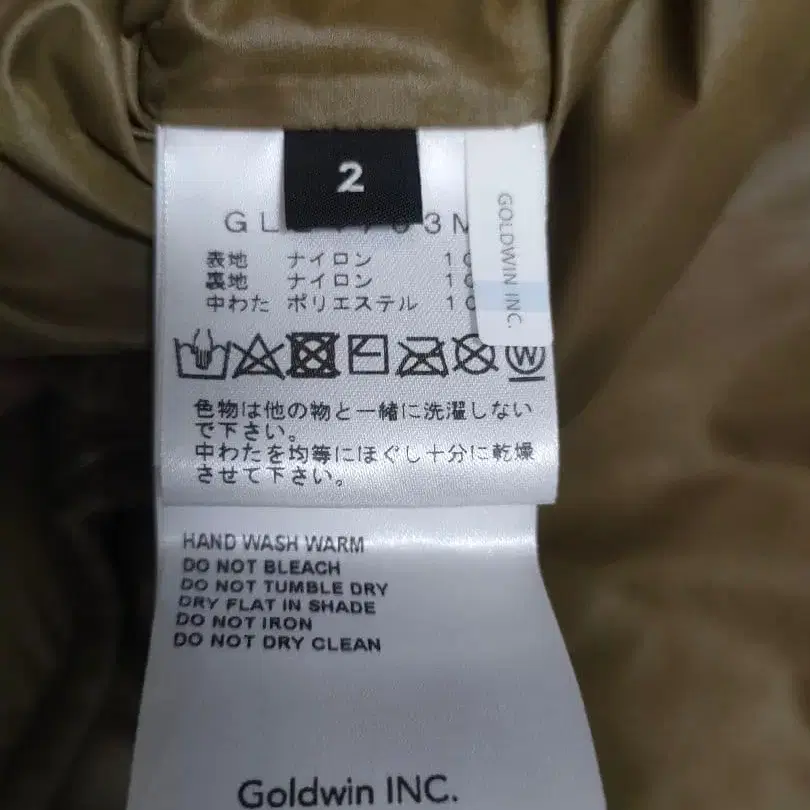 2
GOLDWIN INC.
表地 ナイロン
裏地 ナイロン
中わた ポリエステル
W
色物は他の物と一緒に洗濯しない
で下さい。
中わたを均等にほぐし十分に乾燥
させて下さい。
HAND WASH WARM
DO NOT BLEACH
DO NOT TUMBLE DRY
DRY FLAT IN SHADE
DO NOT IRON
DO NOT DRY CLEAN
Goldwin INC.